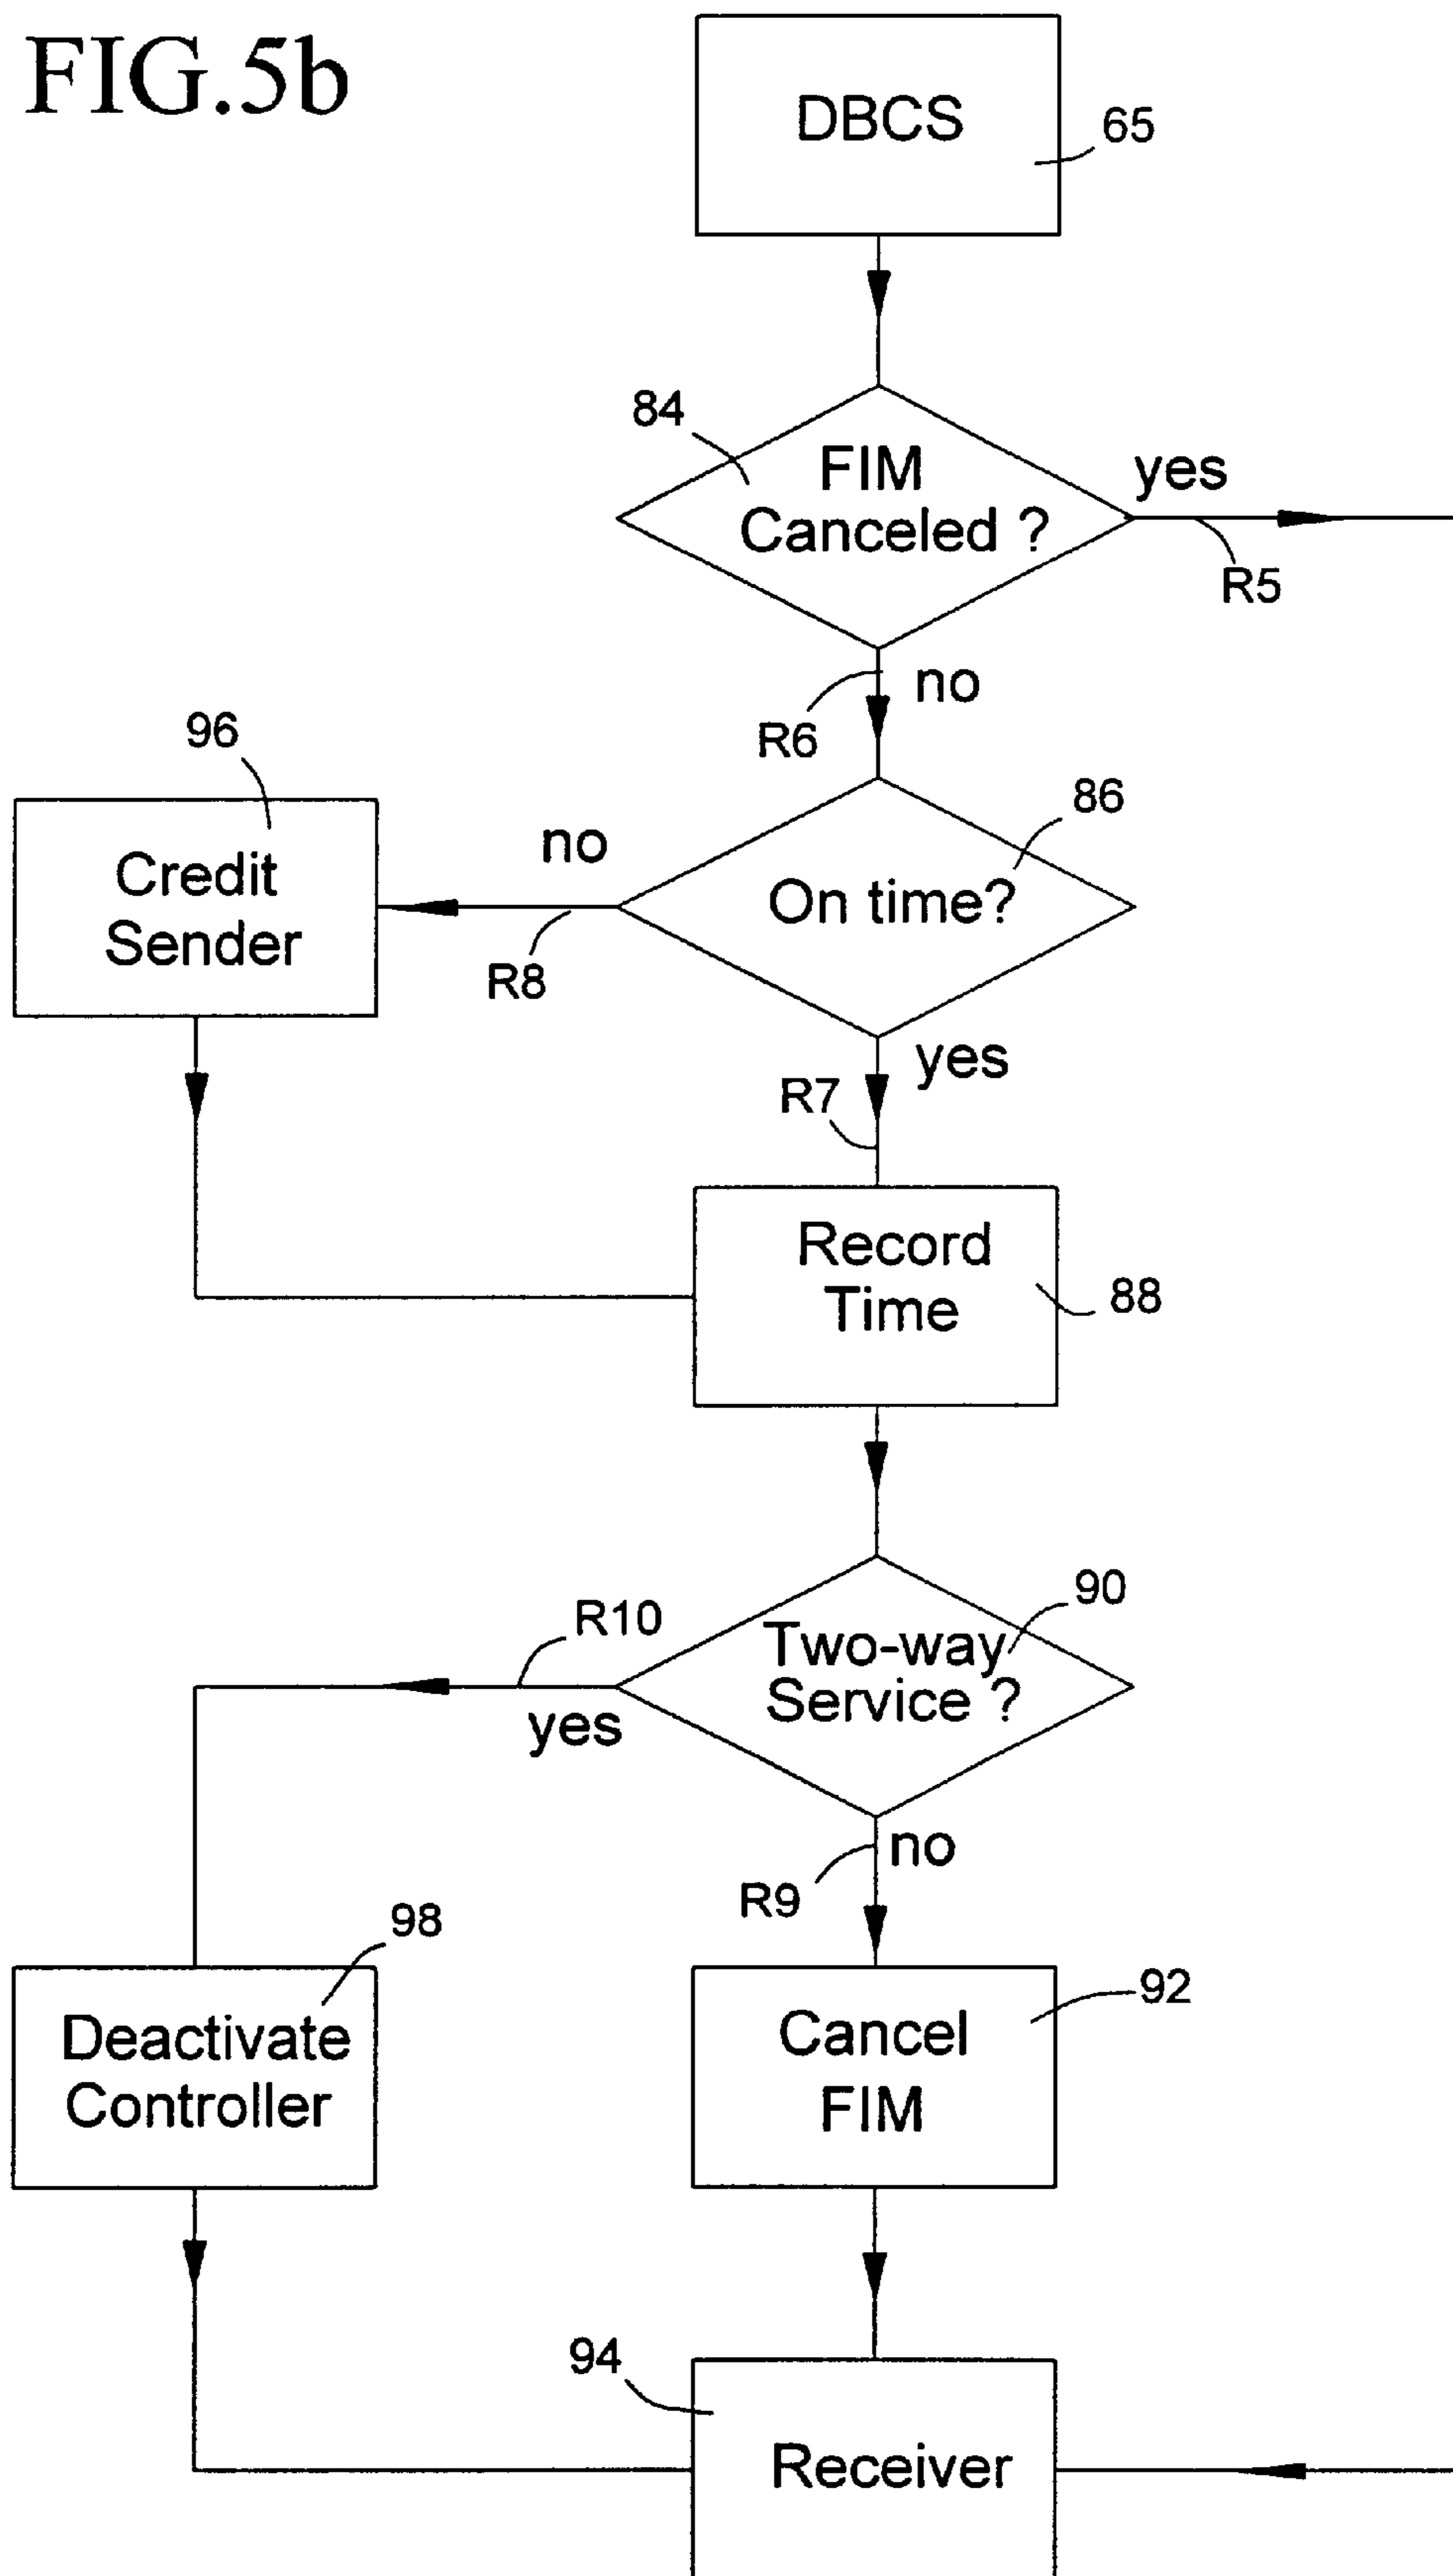 FIG.5b
DBCS
65
84
FIM
Canceled ?
yes
R5
no
R6
96
86
Credit
Sender
no
On time?
R8
yes
R7
Record
Time
88
90
R10
Two-way
Service ?
yes
no
R9
98
92
Deactivate
Controller
Cancel
FIM
94
Receiver